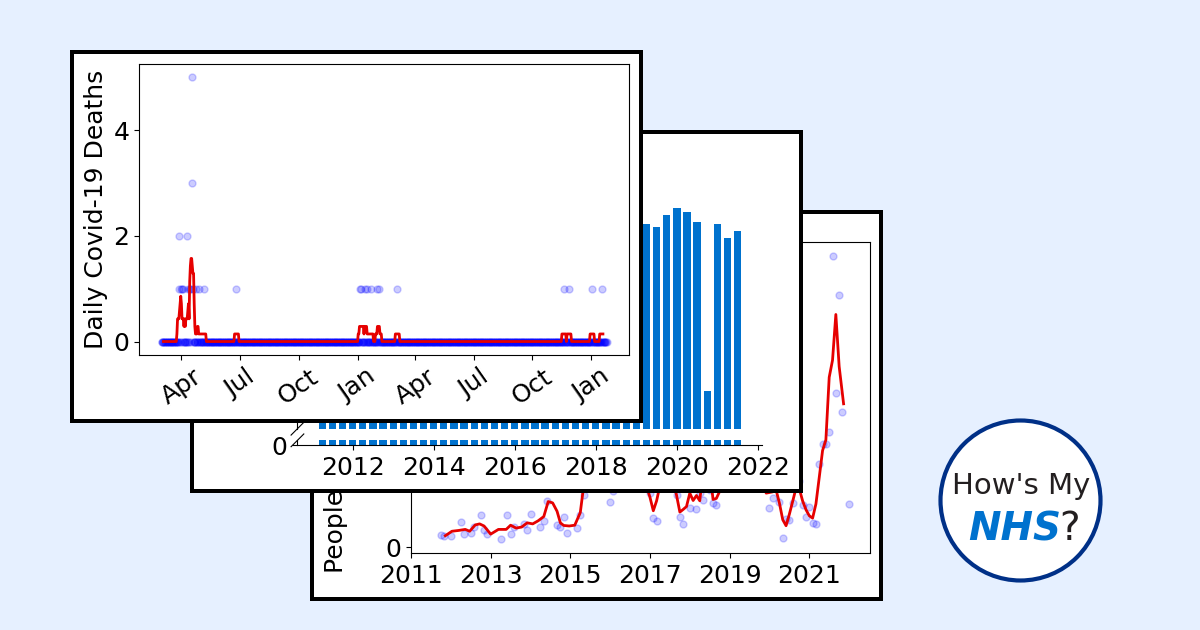 Daily Covid-19 Deaths
4
2
0
Apr Jul Oct Jan Apr Jul Oct Jan
0
2012 2014 2016 2018 2020 2022
People
0
2011 2013 2015 2017 2019 2021
How's My
NHS?